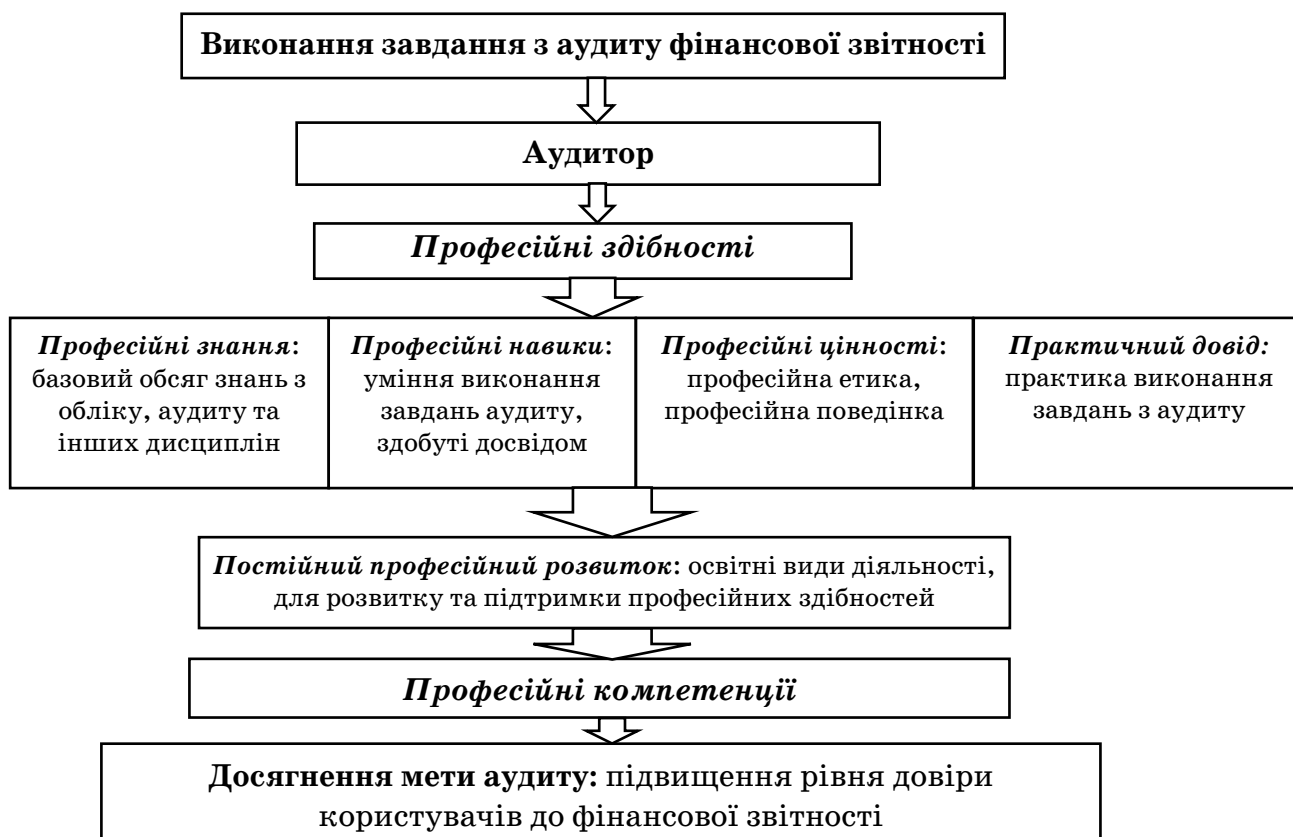 Виконання завдання з аудиту фінансової звітності
Аудитор
Професійні здібності
Професійні знання:
базовий обсяг знань з
обліку, аудиту та
інших дисциплін
Професійні навики:
уміння виконання
завдань аудиту,
здобуті досвідом
Професійні цінності:
професійна етика,
професійна поведінка
Практичний довід:
практика виконання
завдань з аудиту
Постійний професійний розвиток: освітні види діяльності,
для розвитку та підтримки професійних здібностей
Професійні компетенції
Досягнення мети аудиту: підвищення рівня довіри
користувачів до фінансової звітності